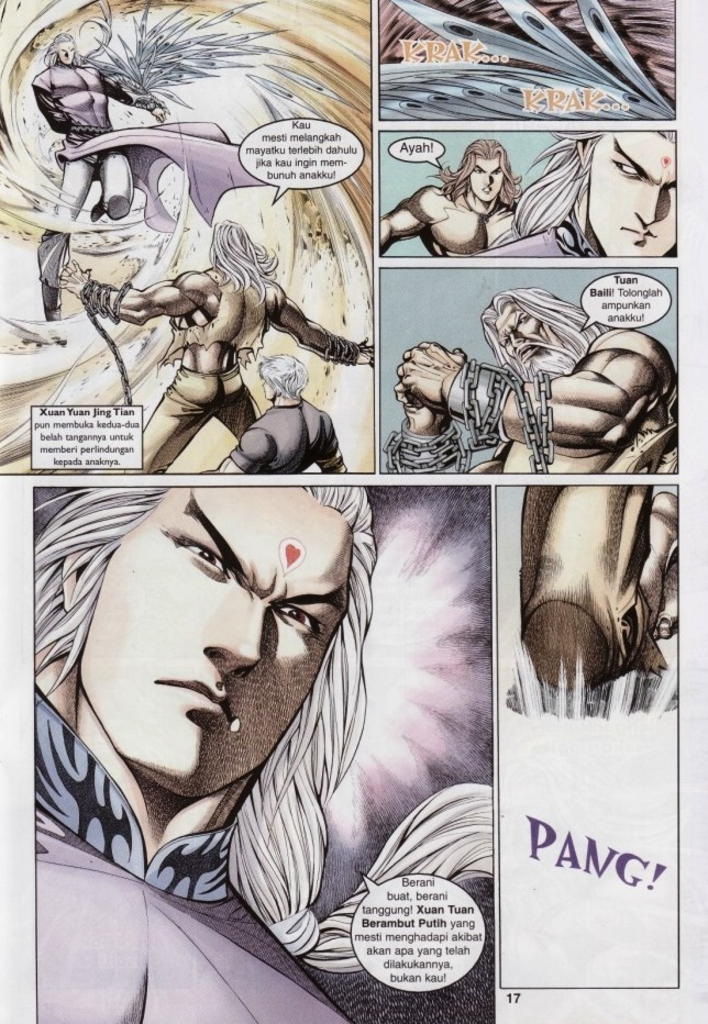 Kau
mesti melangkah
mayatku terlebih dahulu
jika kau ingin mem-
bunuh anakku!
Xuan Yuan Jing Tian
pun membuka kedua-dua
belah tangannya untuk
memberi perlindungan
kepada anaknya.
KRAK...
KRAK...
Ayah!
Tuan
Baili! Tolonglah
ampunkan
anakku!
Berani
buat, berani
tanggung! Xuan Tuan
Berambut Putih yang
mesti menghadapi akibat
akan apa yang telah
dilakukannya,
bukan kau!
PANG!
17